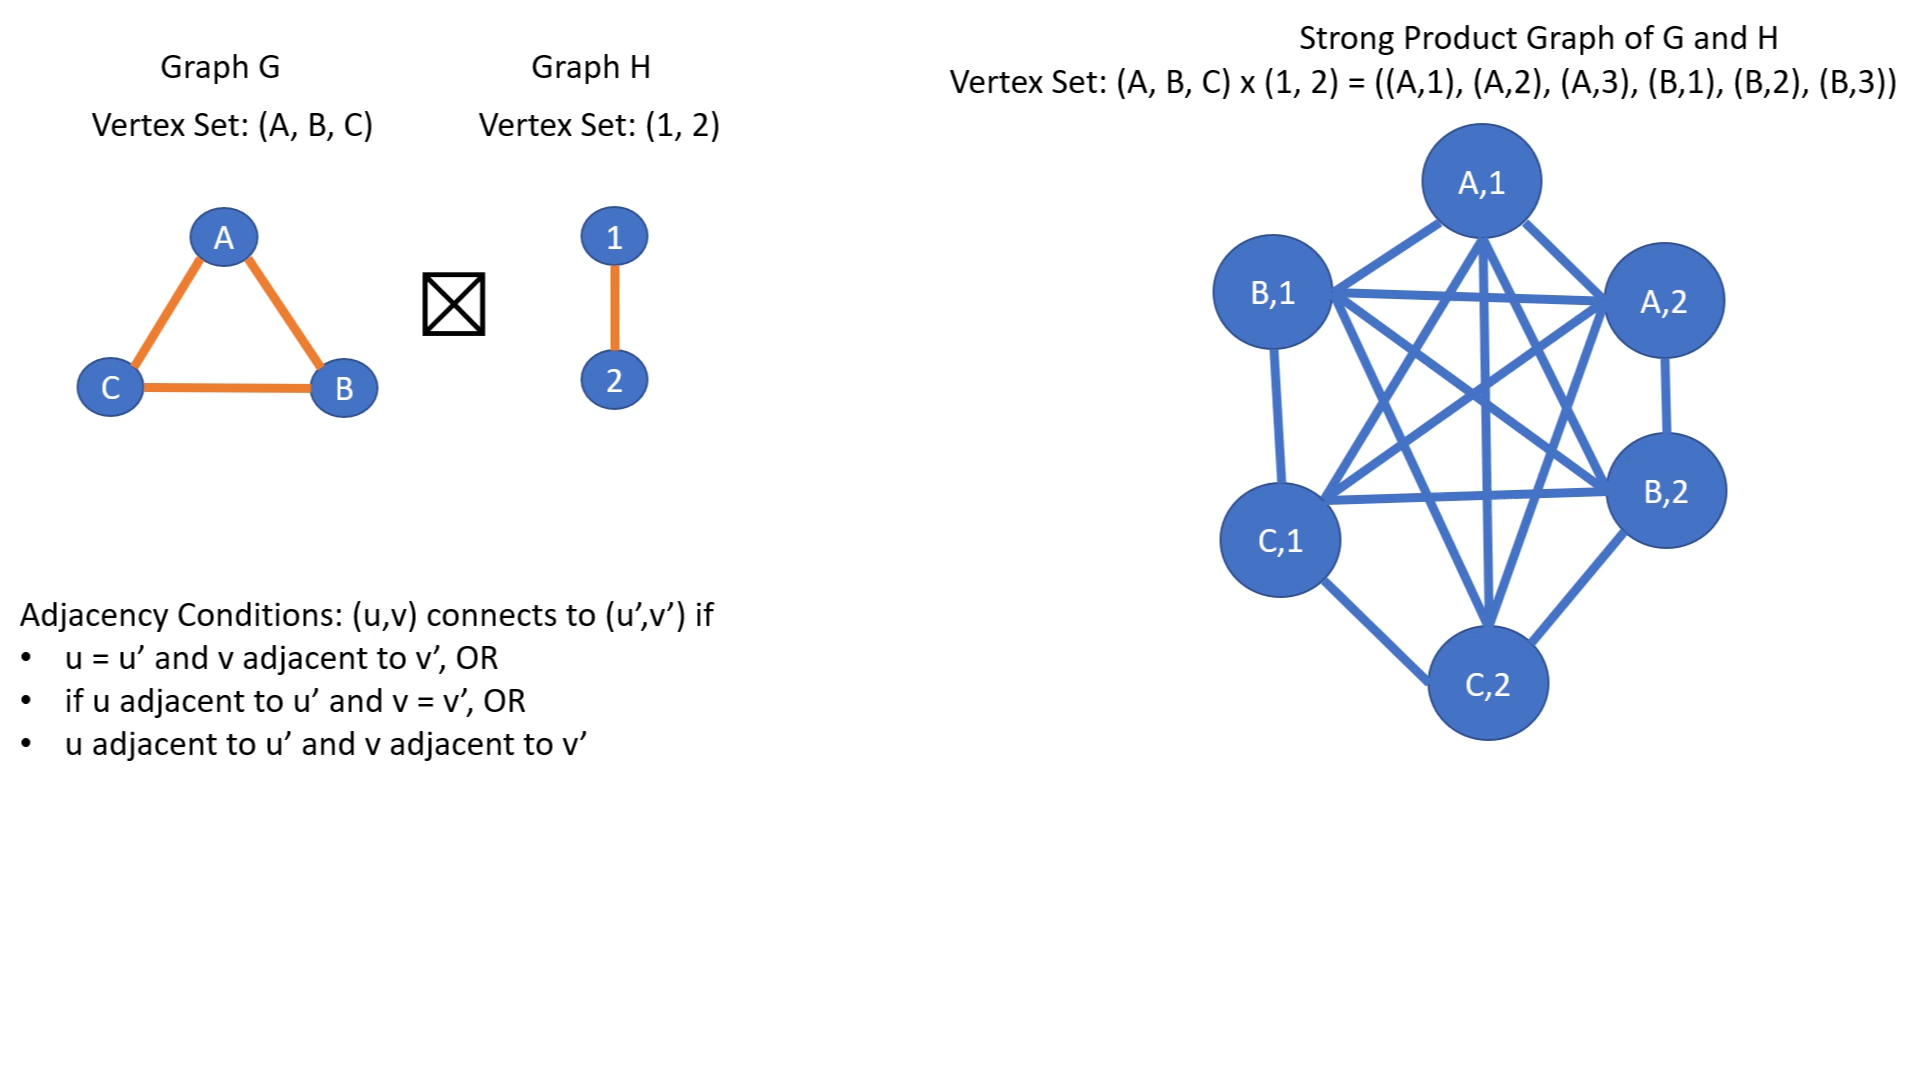 Graph G
Vertex Set: (A, B, C)
A
C
B
Graph H
Vertex Set: (1, 2)
1
2
Strong Product Graph of G and H
Vertex Set: (A, B, C) x (1, 2) = ((A,1), (A,2), (A,3), (B,1), (B,2), (B,3))
A,1
B,1
A,2
B,2
C,1
C,2
Adjacency Conditions: (u,v) connects to (u’,v’) if
• u = u’ and v adjacent to v’, OR
• if u adjacent to u’ and v = v’, OR
• u adjacent to u’ and v adjacent to v’